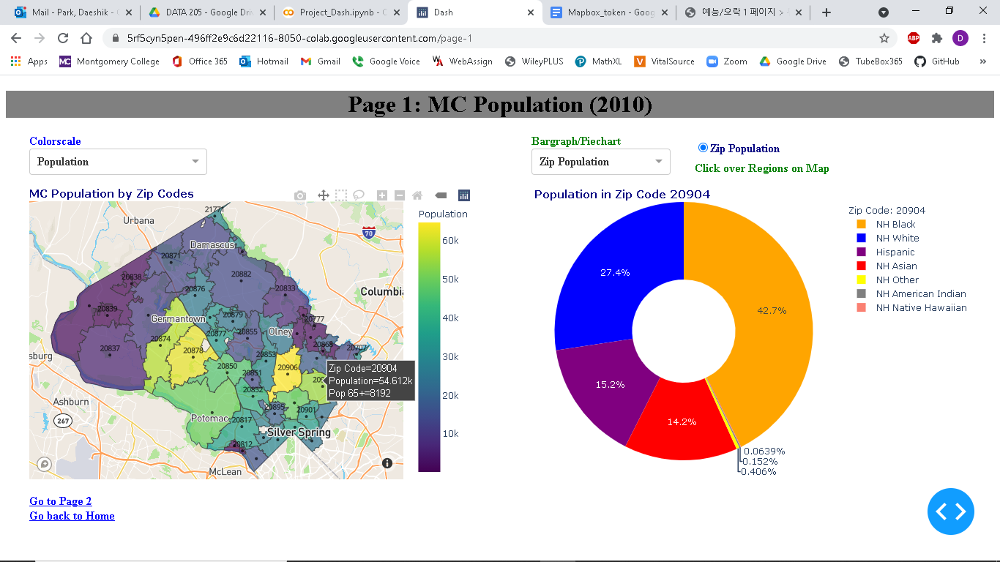 Mail - Park, Daeshik - 
DATA 205 - Google Dri
Project_Dash.ipynb - 
Dash
Mapbox_token - Goog
예능/오락 1 페이지 >
5rf5cyn5pen-496ff2e9c6d22116-8050-colab.googleusercontent.com/page-1
ABP
D
Apps
MC Montgomery College
Office 365
Hotmail
Gmail
Google Voice
WebAssign
WileyPLUS
MathXL
VitalSource
Zoom
Google Drive
TubeBox365
GitHub
»
Page 1: MC Population (2010)
Colorscale
Population
Bargraph/Piechart
Zip Population
Zip Population
Click over Regions on Map
MC Population by Zip Codes
21771
Urbana
70
Damascus
20871
20838
20882
20876
20833
Columbia
20839
Germantown
20879
20777
20877
20855
Olney
20874
20868
20837
20878
20853
20707
sburg
20850
20906
20851
Ashburn
20852
267
20895
20901
Potomac
20817
Silver Spring
20812
McLean
Zip Code=20904
Population=54.612k
Pop 65+=8192
Population
60k
50k
40k
30k
20k
10k
Population in Zip Code 20904
27.4%
42.7%
15.2%
14.2%
0.0639%
0.152%
0.406%
Zip Code: 20904
NH Black
NH White
Hispanic
NH Asian
NH Other
NH American Indian
NH Native Hawaiian
Go to Page 2
Go back to Home